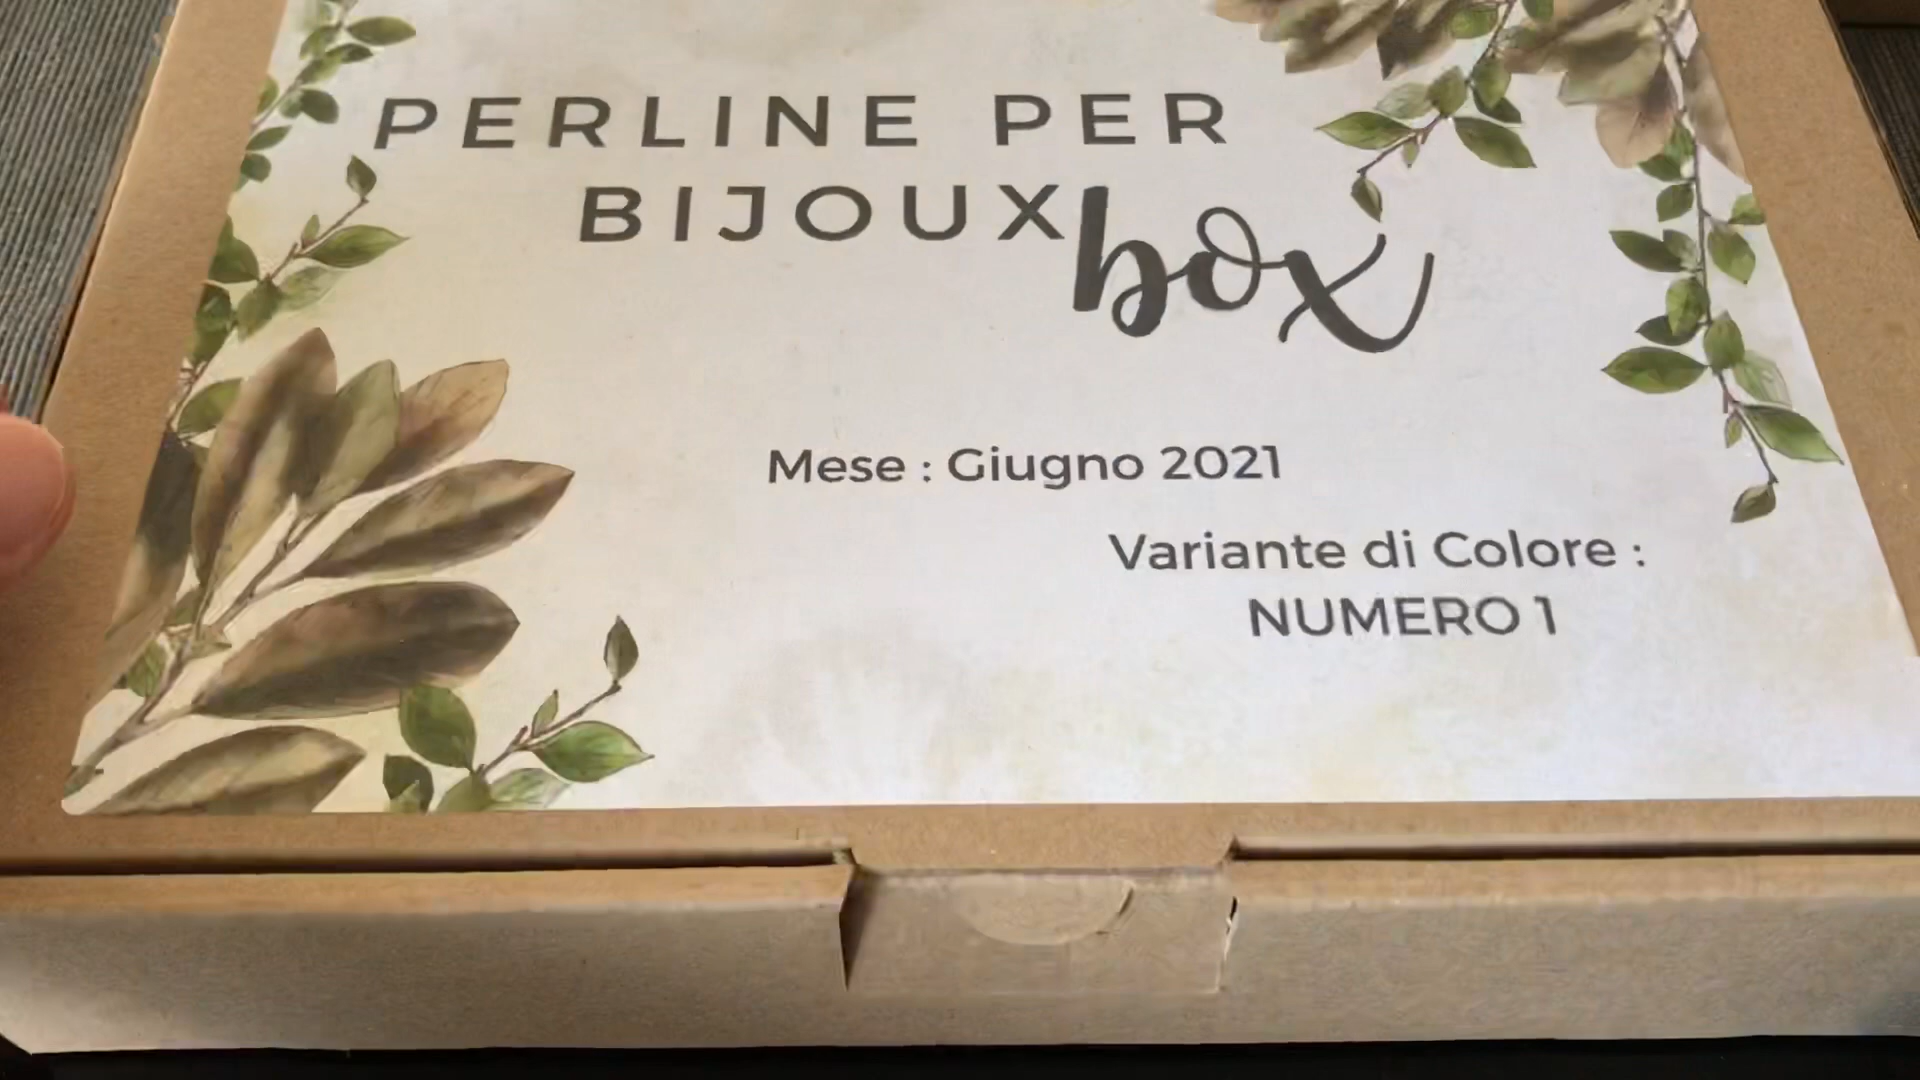 PERLINE PER
BIJOUX box
Mese : Giugno 2021
Variante di Colore :
NUMERO 1